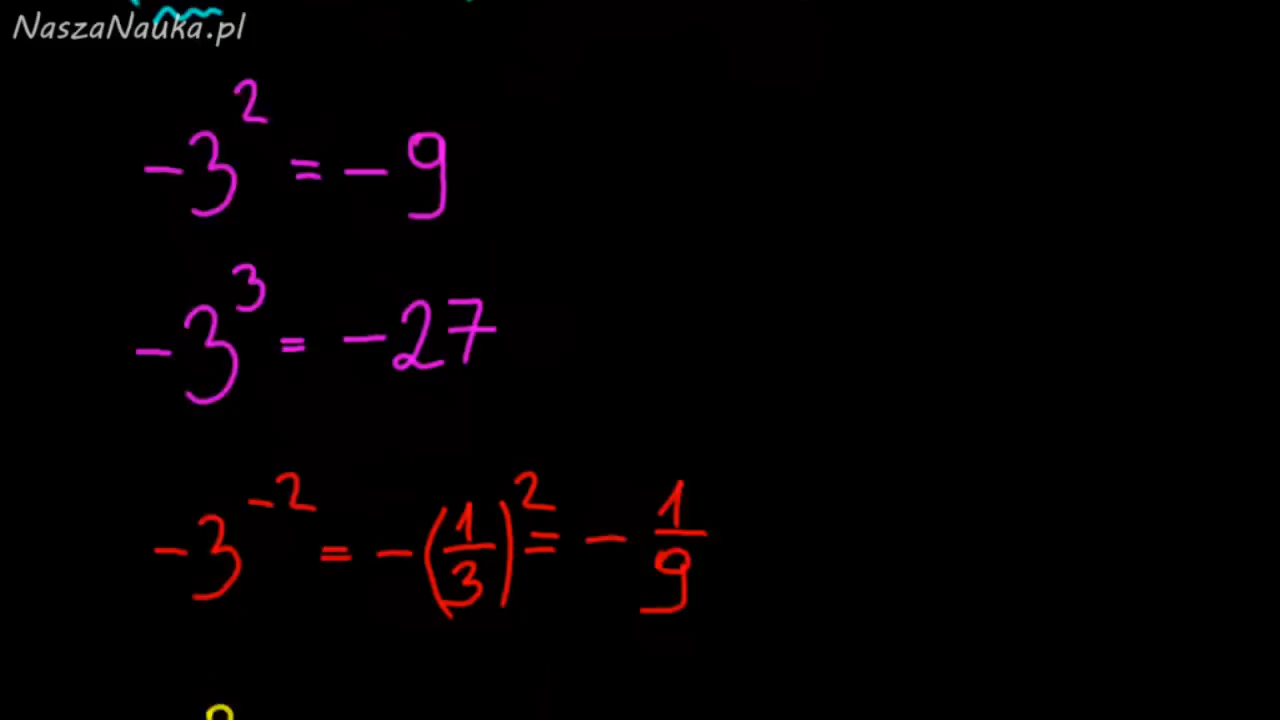 NaszaNauka.pl
-3² = -9
-3³ = -27
-3⁻² = -(1/3)² = - 1/9